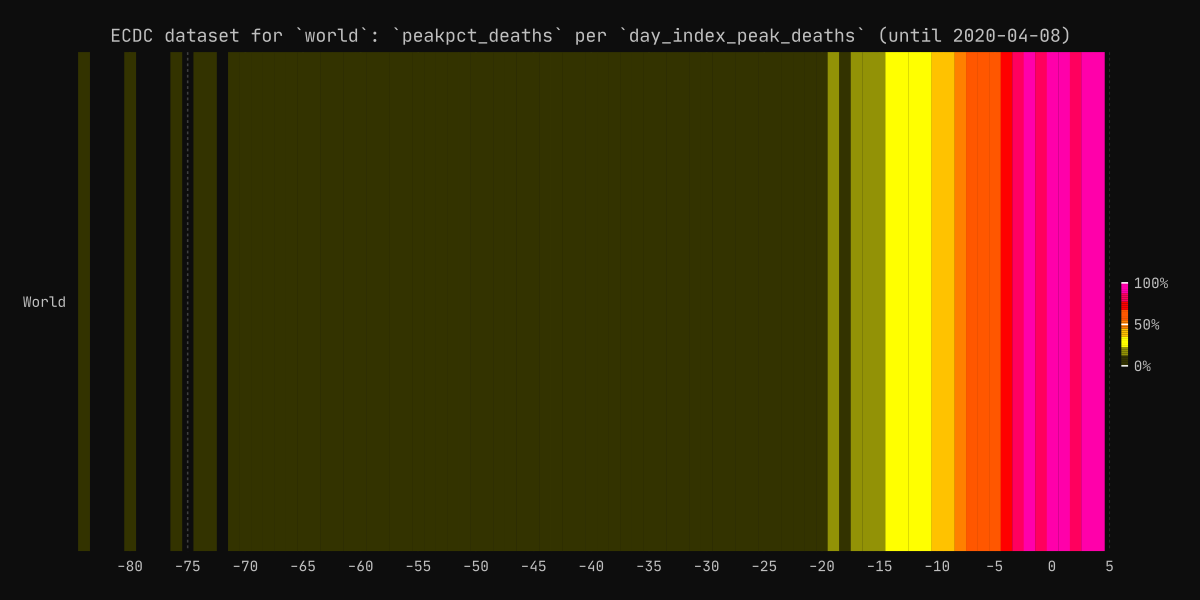 ECDC dataset for `world`: `peakpct_deaths` per `day_index_peak_deaths` (until 2020-04-08)
World
100%
50%
0%
-80 -75 -70 -65 -60 -55 -50 -45 -40 -35 -30 -25 -20 -15 -10 -5 0 5